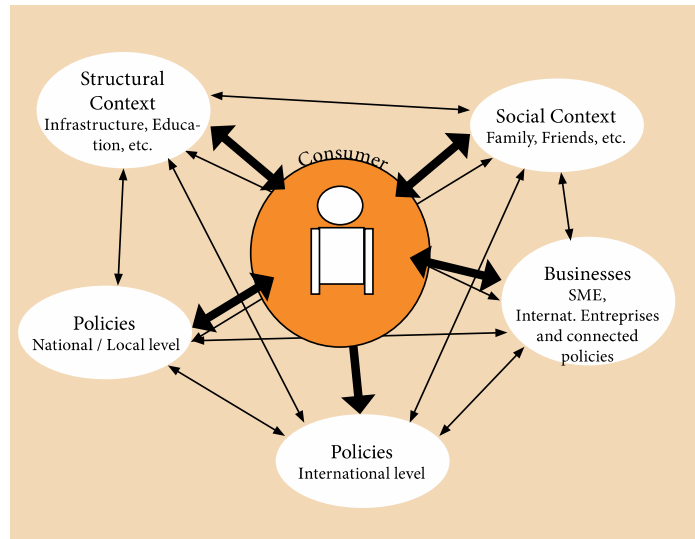 Structural
Context
Infrastructure, Educa-
tion, etc.
Social Context
Family, Friends, etc.
Consumer
Businesses
SME,
Internat. Entreprises
and connected
policies
Policies
National / Local level
Policies
International level